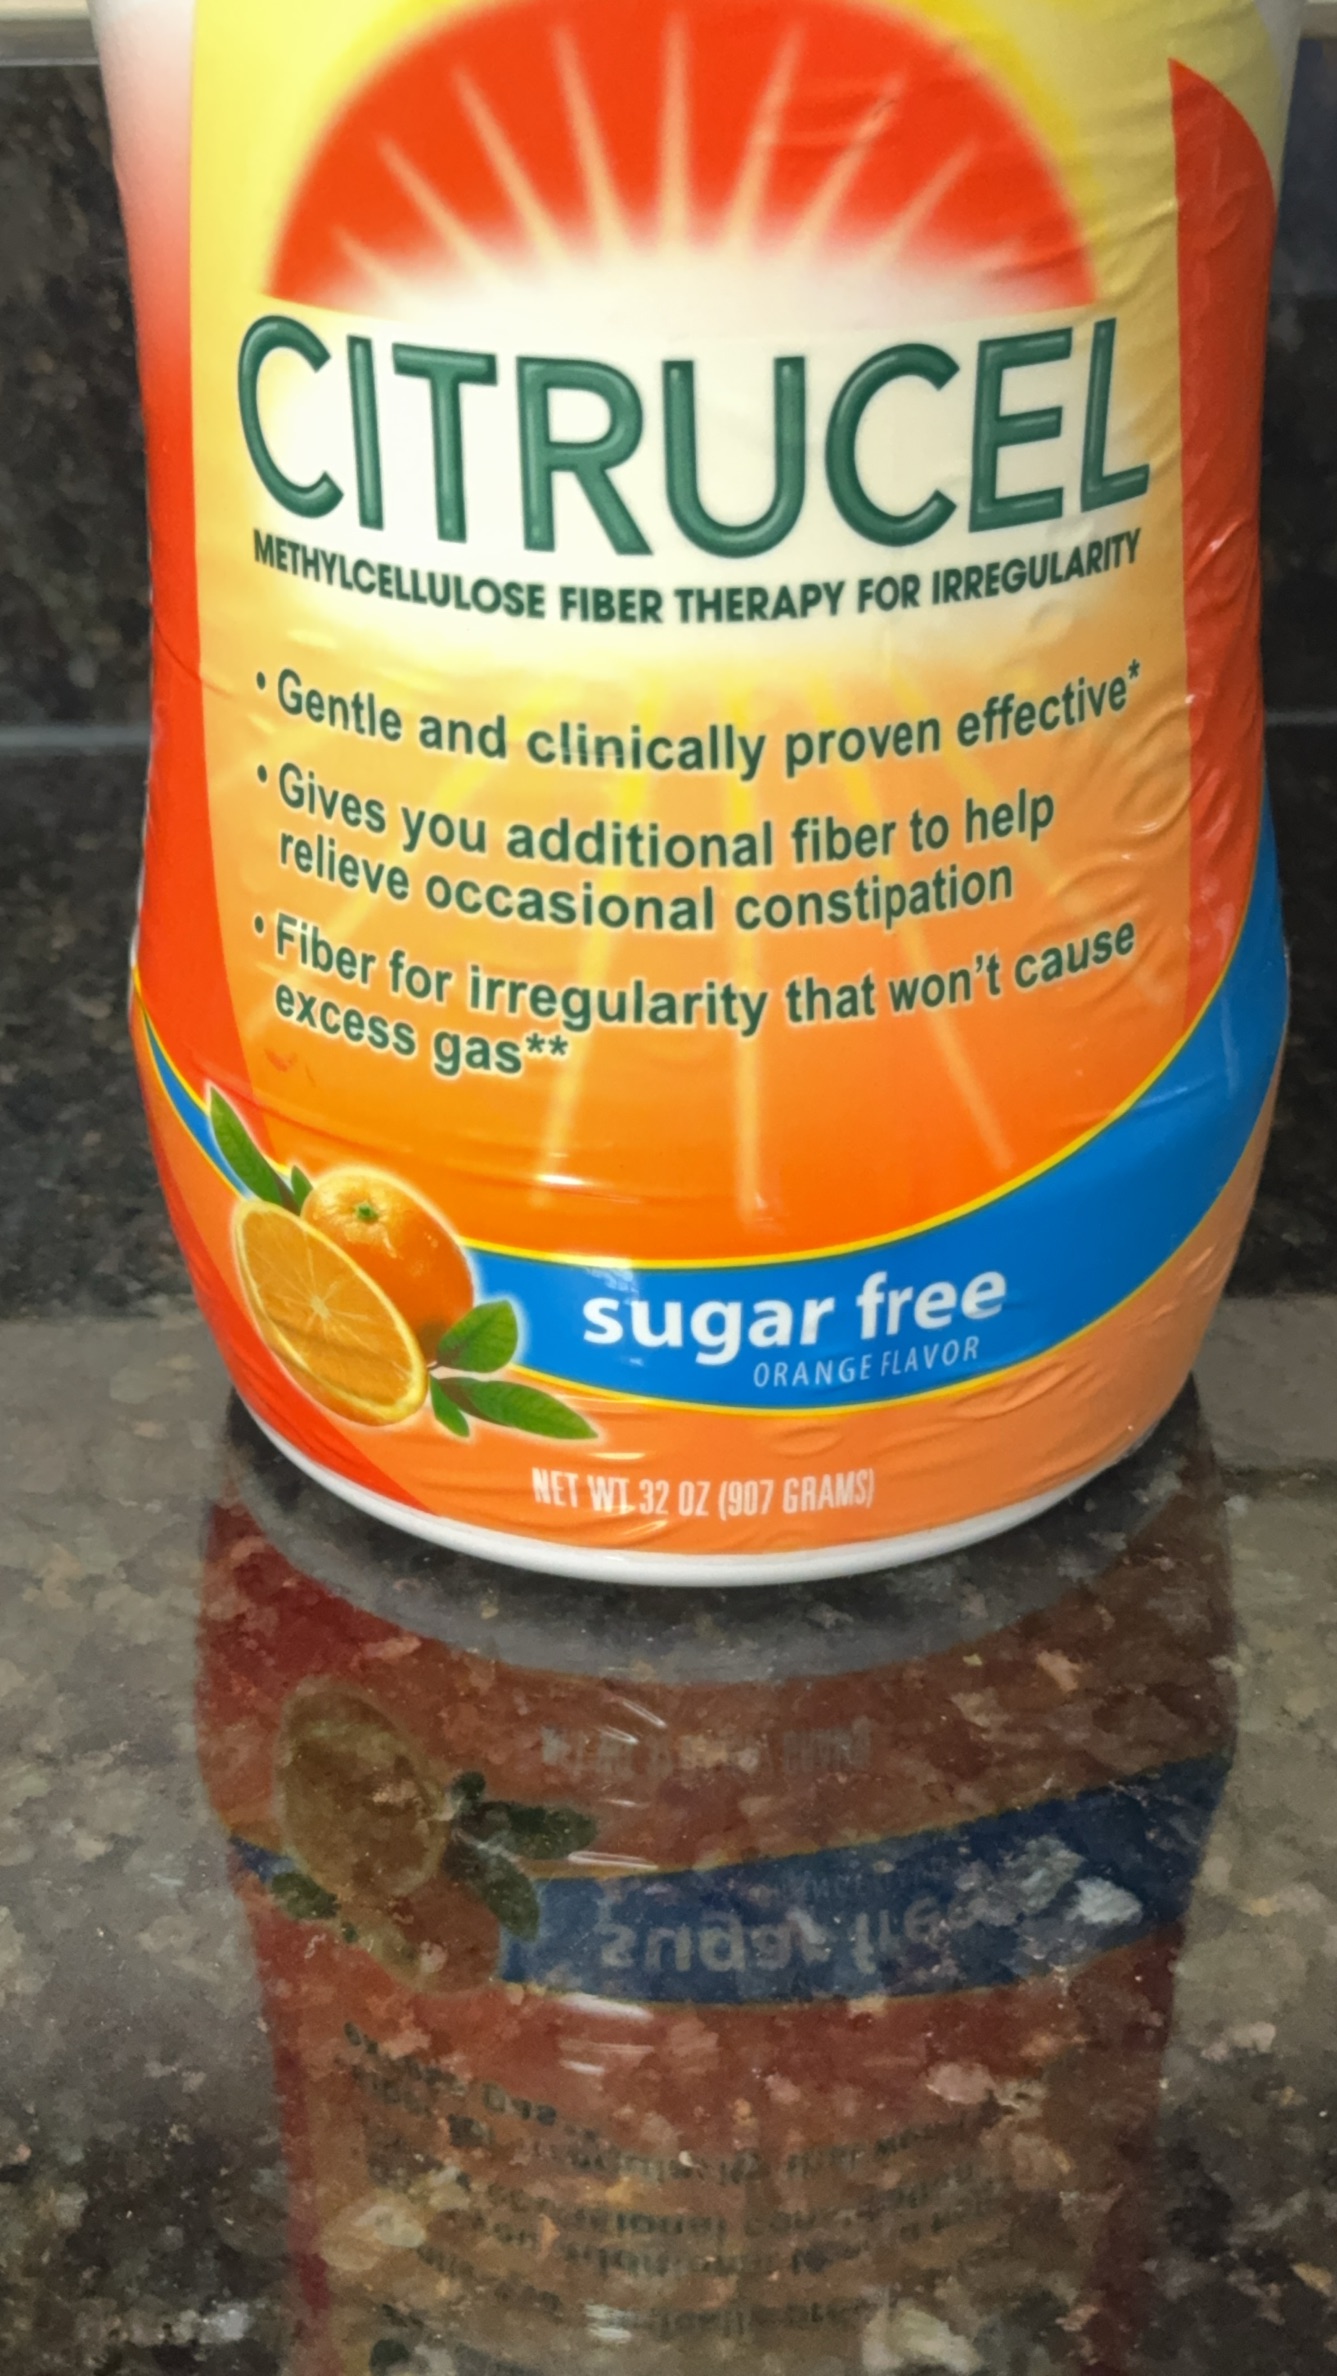 CITRUCEL
METHYLCELLULOSE FIBER THERAPY FOR IRREGULARITY
• Gentle and clinically proven effective*
• Gives you additional fiber to help
relieve occasional constipation
• Fiber for irregularity that won't cause
excess gas**
sugar free
ORANGE FLAVOR
NET WT 32 OZ (907 GRAMS)
sugar free